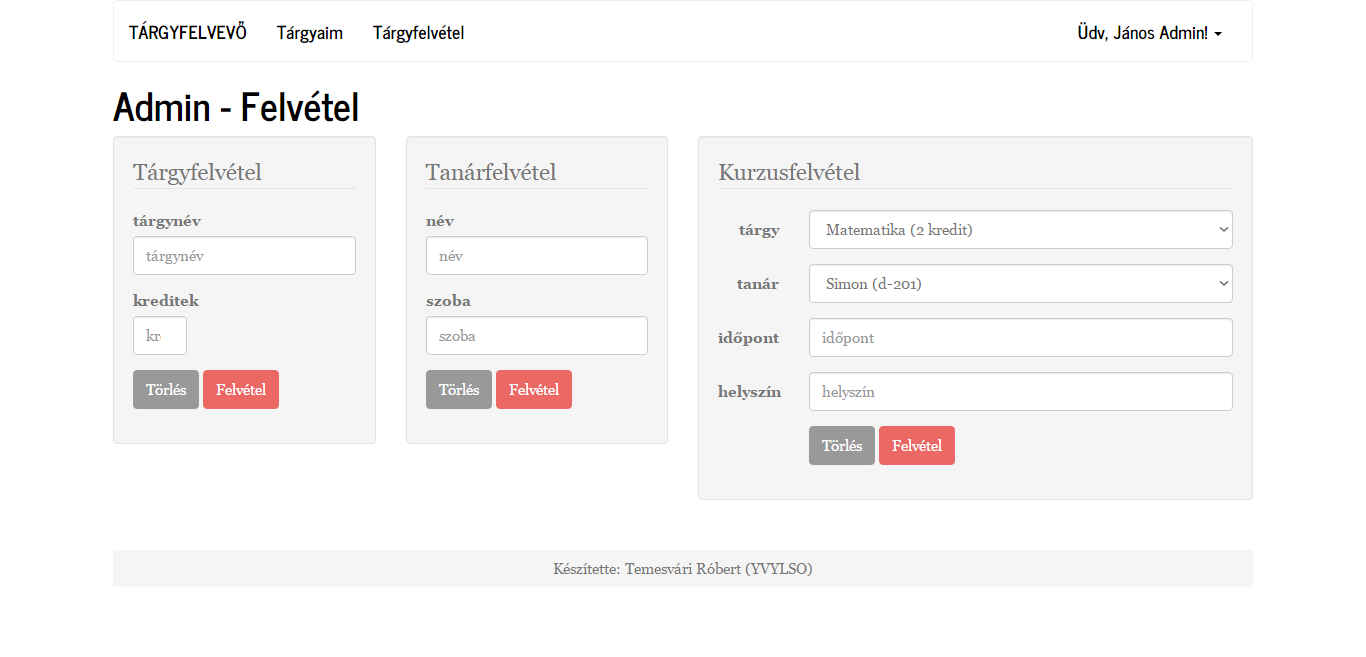 TÁRGYFELVEVŐ Tárgyaim Tárgyfelvétel Üdv, János Admin!
Admin - Felvétel
Tárgyfelvétel
tárgynév
tárgynév
kreditek
kr
Törlés Felvétel
Tanárfelvétel
név
név
szoba
szoba
Törlés Felvétel
Kurzusfelvétel
tárgy Matematika (2 kredit)
tanár Simon (d-201)
időpont időpont
helyszín helyszín
Törlés Felvétel
Készítette: Temesvári Róbert (YVYLSO)